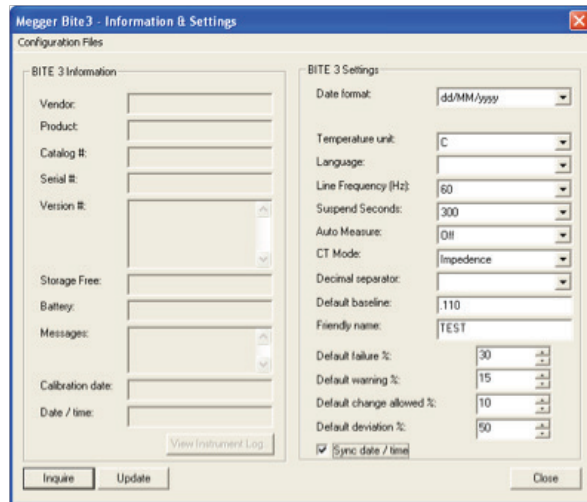 Megger Bite3 - Information & Settings
Configuration Files
BITE 3 Information
Vendor:
Product:
Catalog #:
Serial #:
Version #:
Storage Free:
Battery:
Messages:
Calibration date:
Date / time:
View Instrument Log
Inquire Update
BITE 3 Settings
Date format: dd/MM/yyyy
Temperature unit: C
Language:
Line Frequency (Hz): 60
Suspend Seconds: 300
Auto Measure: Off
CT Mode: Impedence
Decimal separator:
Default baseline: .110
Friendly name: TEST
Default failure %: 30
Default warning %: 15
Default change allowed %: 10
Default deviation %: 50
Sync date / time
Close